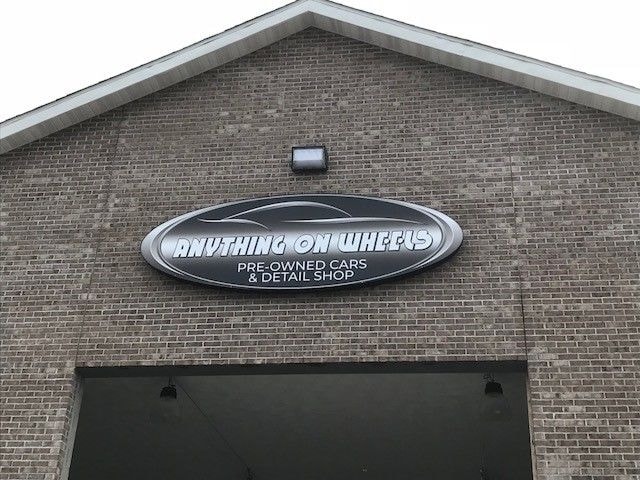 ANYTHING ON WHEELS
PRE-OWNED CARS
& DETAIL SHOP